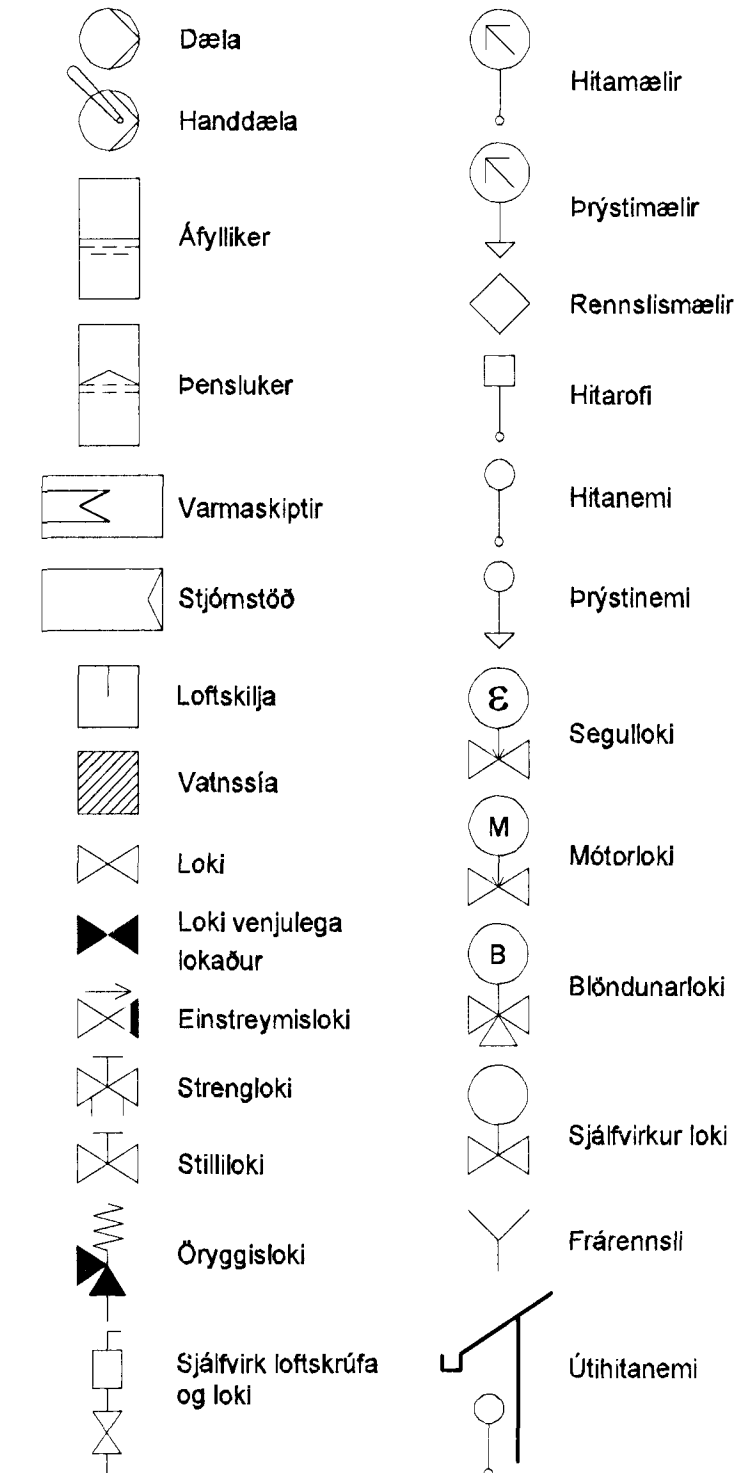 Dæla
Handdæla
Áfylliker
Þensluker
Varmaskiptir
Stjórnstöð
Loftskilja
Vatnssía
Loki
Loki venjulega
lokaður
Einstreymisloki
Strengloki
Stilliloki
Öryggisloki
Sjálfvirk loftskrúfa
og loki
Hitamælir
Þrýstimælir
Rennslismælir
Hitarofi
Hitanemi
Þrýstinemi
ε
Segulloki
M
Mótorloki
B
Blöndunarloki
Sjálfvirkur loki
Frárennsli
Útihitanemi